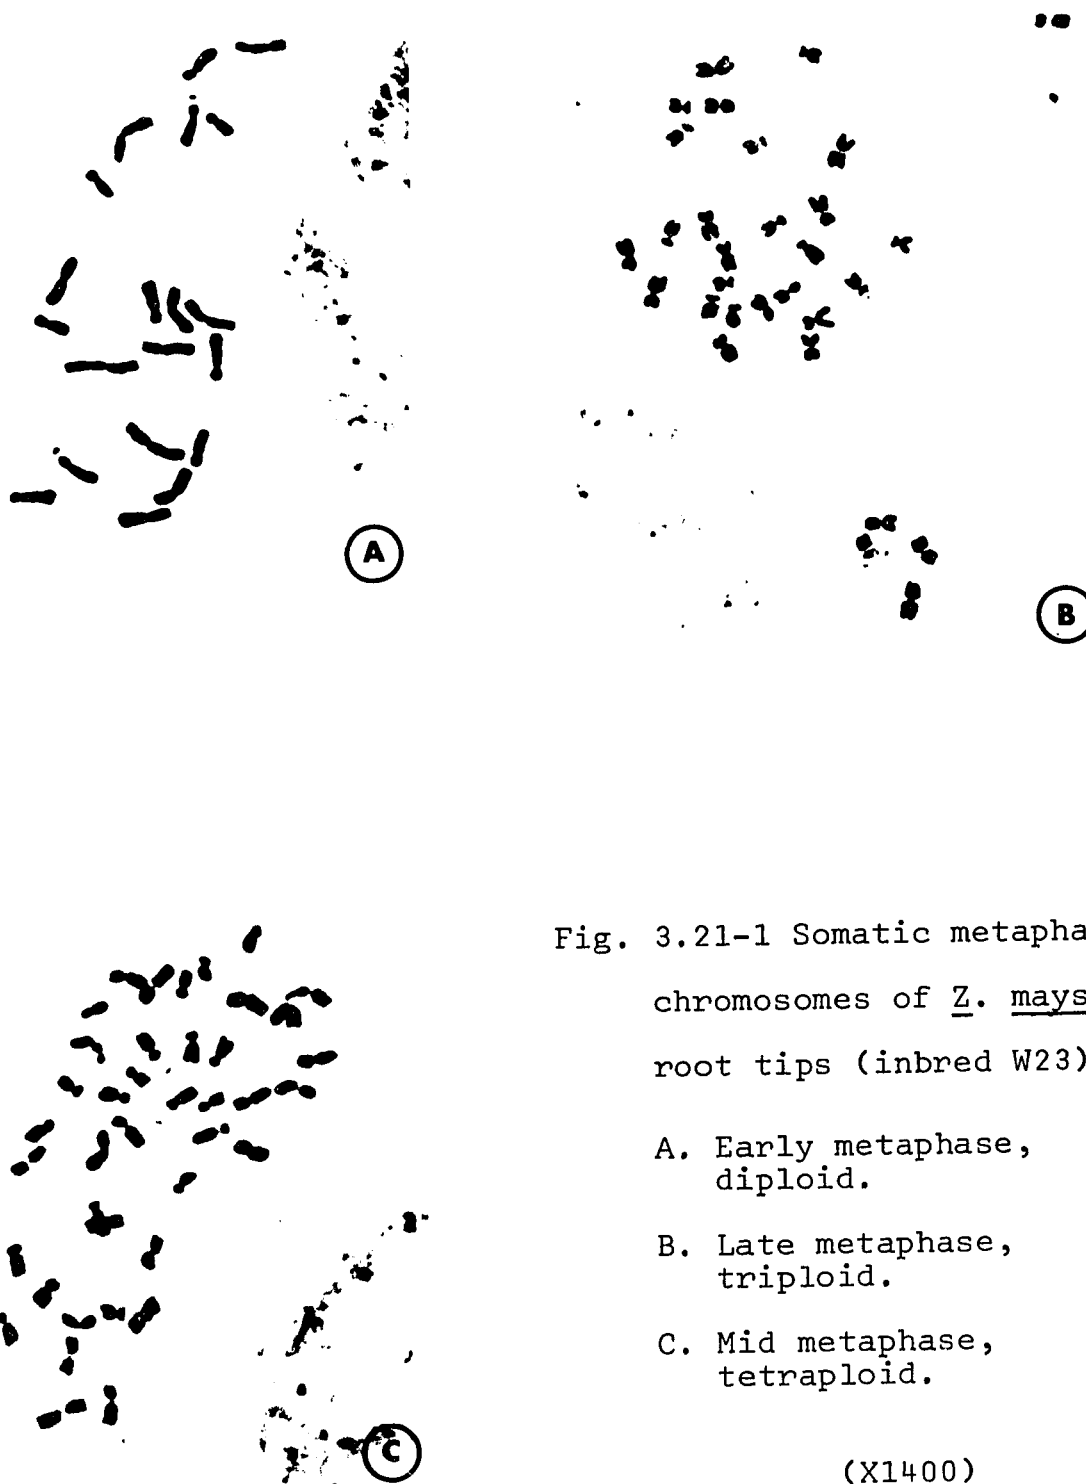 A
B
Fig. 3.21-1 Somatic metapha
chromosomes of Z. mays
root tips (inbred W23)
A. Early metaphase,
diploid.
B. Late metaphase,
triploid.
C. Mid metaphase,
tetraploid.
C
(X1400)